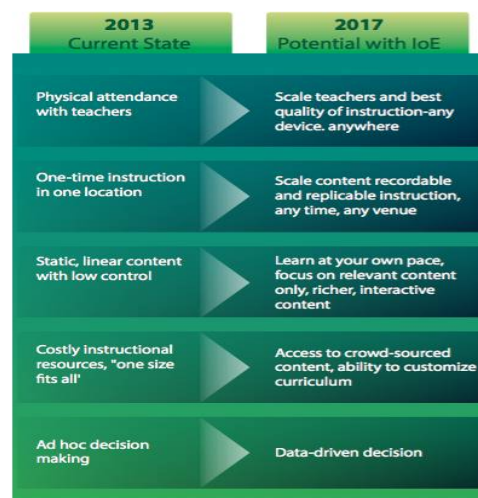 2013
Current State
2017
Potential with IoE
Physical attendance
with teachers
Scale teachers and best
quality of instruction-any
device. anywhere
One-time instruction
in one location
Scale content recordable
and replicable instruction,
any time, any venue
Static, linear content
with low control
Learn at your own pace,
focus on relevant content
only, richer, interactive
content
Costly instructional
resources, "one size
fits all'
Access to crowd-sourced
content, ability to customize
curriculum
Ad hoc decision
making
Data-driven decision